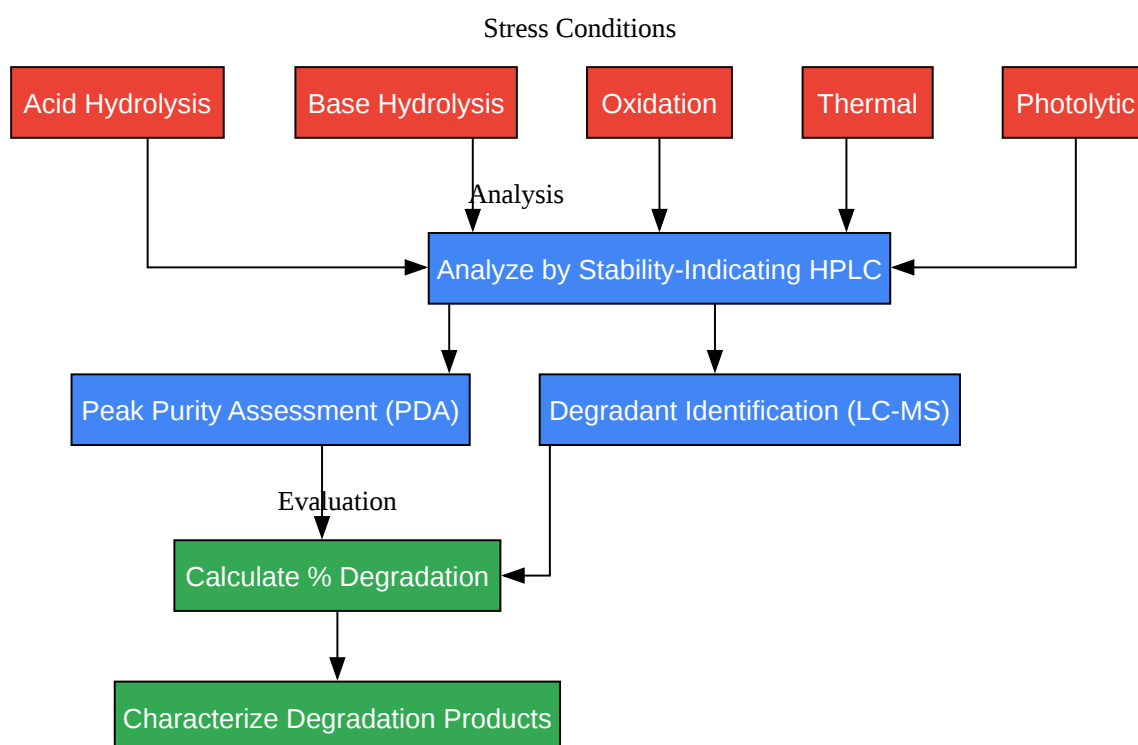 Stress Conditions
Acid Hydrolysis
Base Hydrolysis
Oxidation
Thermal
Photolytic
Analysis
Analyze by Stability-Indicating HPLC
Peak Purity Assessment (PDA)
Degradant Identification (LC-MS)
Evaluation
Calculate % Degradation
Characterize Degradation Products